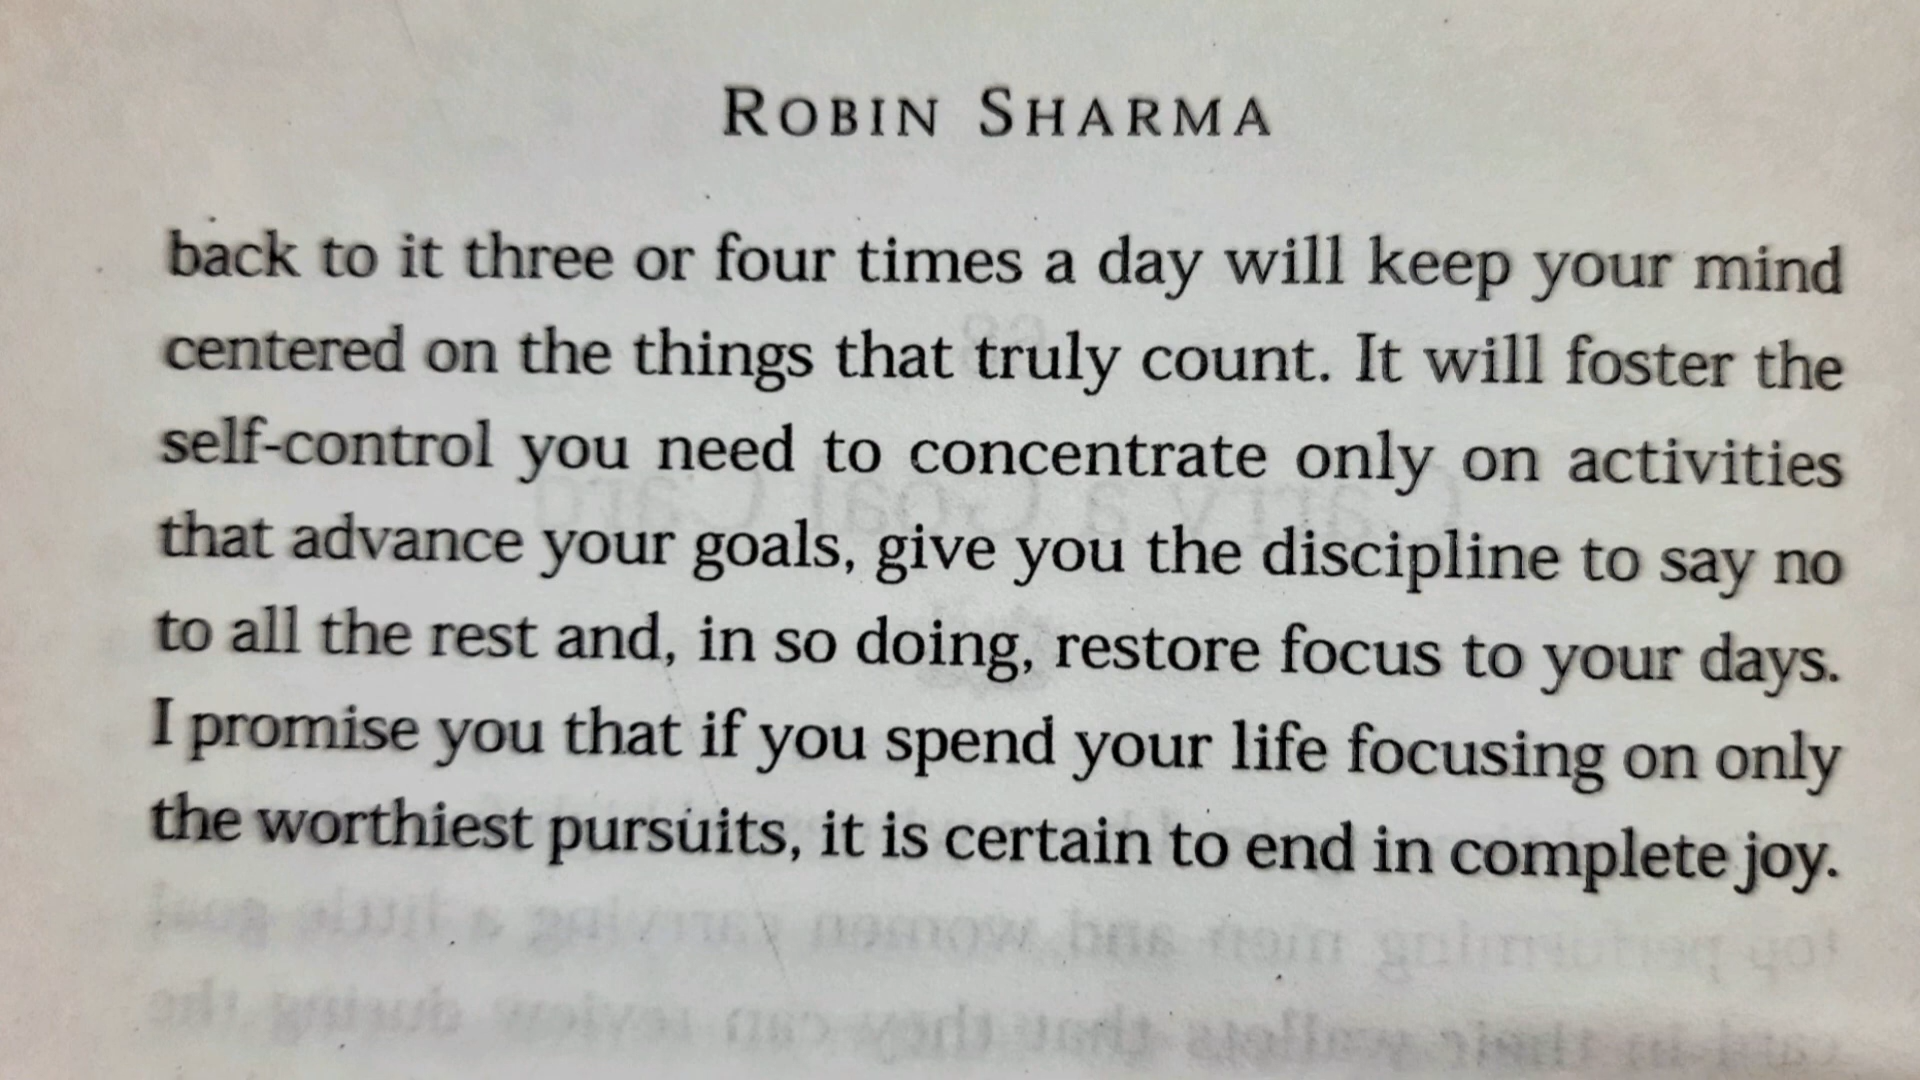 ROBIN SHARMA
back to it three or four times a day will keep your mind
centered on the things that truly count. It will foster the
self-control you need to concentrate only on activities
that advance your goals, give you the discipline to say no
to all the rest and, in so doing, restore focus to your days.
I promise you that if you spend your life focusing on only
the worthiest pursuits, it is certain to end in complete joy.